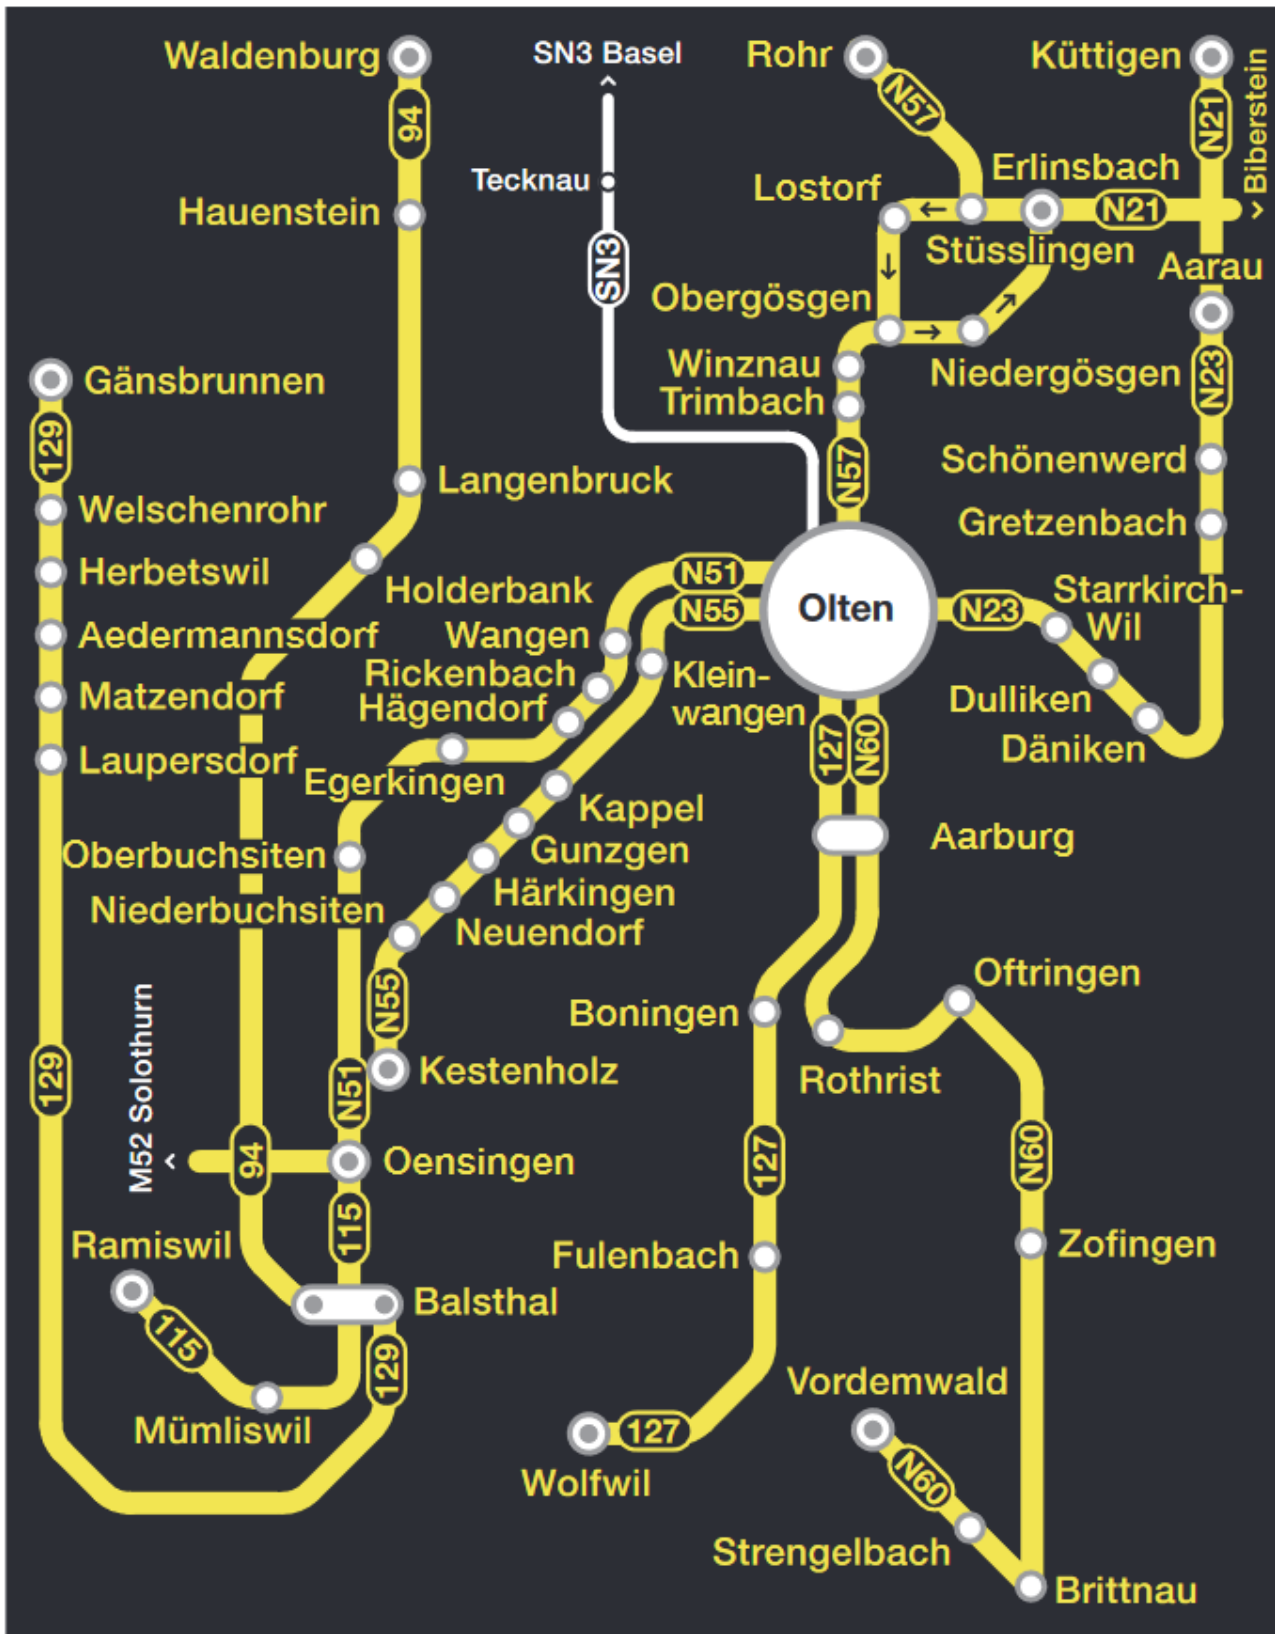 Waldenburg
SN3 Basel
Rohr
Küttigen
94
N57
N21
Biberstein
Tecknau
Erlinsbach
Lostorf
Hauenstein
N21
SN3
Stüsslingen
Aarau
Obergösgen
Winznau
Niedergösgen
N23
Gänsbrunnen
Trimbach
129
N57
Schönenwerd
Langenbruck
Welschenrohr
Gretzenbach
Herbetswil
N51
Holderbank
N55
Olten
N23
Starrkirch-
Wil
Aedermannsdorf
Wangen
Rickenbach
Klein-
wangen
Matzendorf
Hägendorf
Dulliken
127
N60
Däniken
Laupersdorf
Egerkingen
Kappel
Aarburg
Oberbuchsiten
Gunzgen
Härkingen
Niederbuchsiten
Neuendorf
Oftringen
N55
Boningen
M52 Solothurn
129
N51
Kestenholz
Rothrist
94
Oensingen
127
N60
115
Ramiswil
Fulenbach
Zofingen
Balsthal
115
129
Vordemwald
Mümliswil
127
Wolfwil
N60
Strengelbach
Brittnau